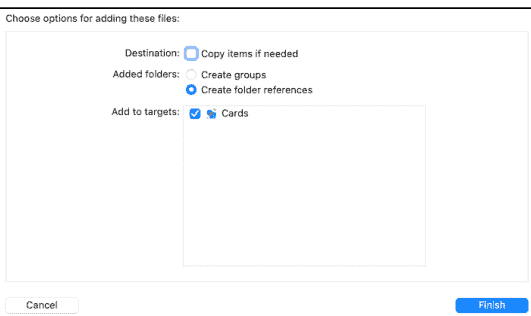 Choose options for adding these files:
Destination: Copy items if needed
Added folders: Create groups
Create folder references
Add to targets: Cards
Cancel Finish